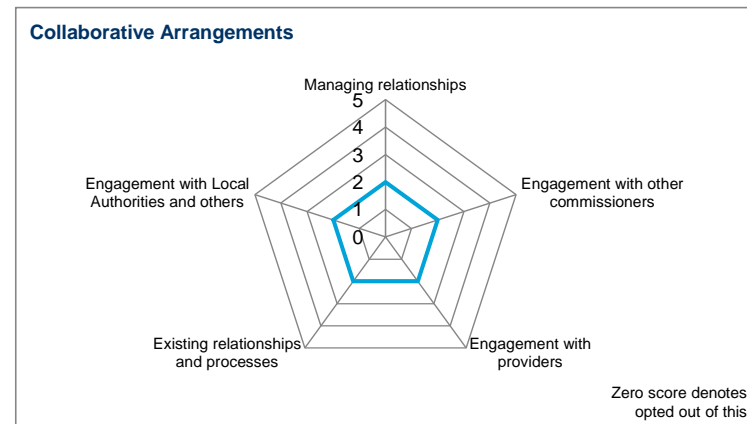 Collaborative Arrangements
Managing relationships
5
4
3
2
1
0
Engagement with Local
Authorities and others
Engagement with other
commissioners
Existing relationships
and processes
Engagement with
providers
Zero score denotes
opted out of this